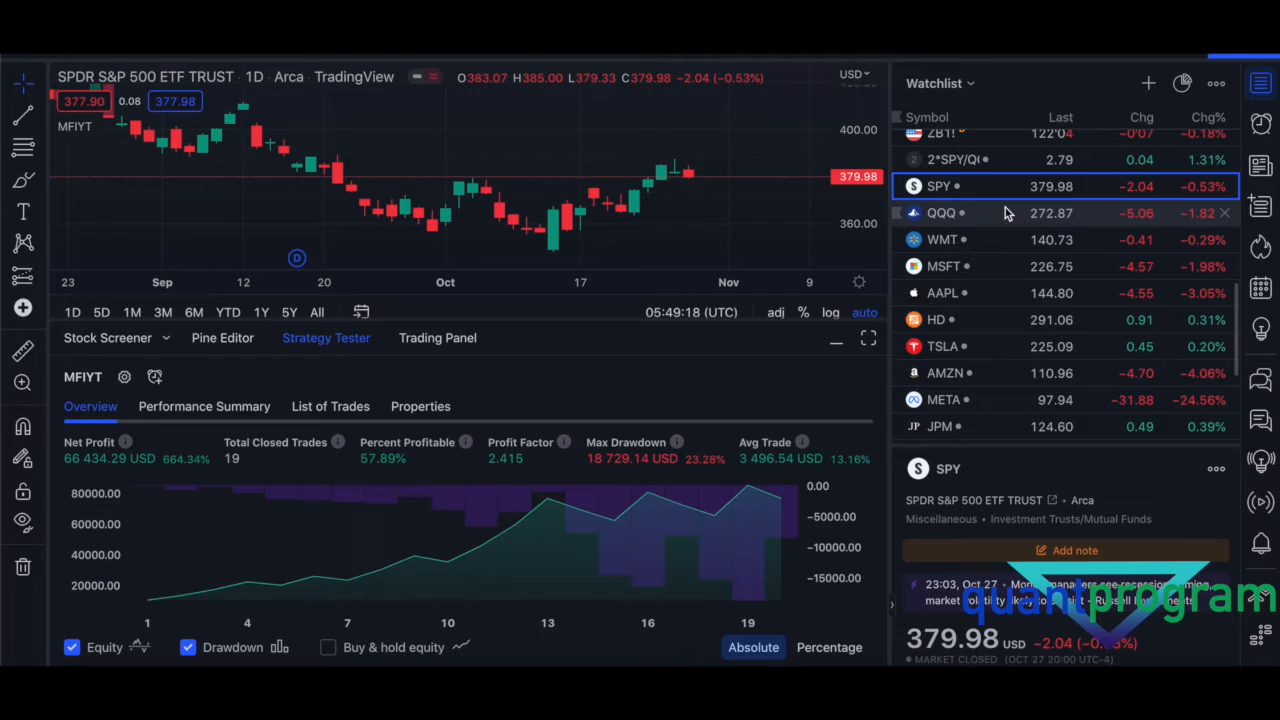 SPDR S&P 500 ETF TRUST · 1D · Arca TradingView O383.07 H385.00 L379.33 C379.98 −2.04 (−0.53%) USD
377.90 0.08 377.98
MFIYT
400.00
379.98
360.00
D
23 Sep 12 20 Oct 17 Nov 9
1D 5D 1M 3M 6M YTD 1Y 5Y All 05:49:18 (UTC) adj % log auto
Stock Screener Pine Editor Strategy Tester Trading Panel
MFIYT
Overview Performance Summary List of Trades Properties
Net Profit Total Closed Trades Percent Profitable Profit Factor Max Drawdown Avg Trade
66 434.29 USD 664.34% 19 57.89% 2.415 18 729.14 USD 23.28% 3 496.54 USD 13.16%
80000.00 0.00
60000.00 −5000.00
40000.00 −10000.00
20000.00 −15000.00
1 4 7 10 13 16 19
Equity Drawdown Buy & hold equity Absolute Percentage
Watchlist
Symbol Last Chg Chg%
ZB1! 122'04 −0'07 −0.18%
2 2*SPY/Q 2.79 0.04 1.31%
S SPY 379.98 −2.04 −0.53%
QQQ 272.87 −5.06 −1.82
WMT 140.73 −0.41 −0.29%
MSFT 226.75 −4.57 −1.98%
AAPL 144.80 −4.55 −3.05%
HD 291.06 0.91 0.31%
TSLA 225.09 0.45 0.20%
AMZN 110.96 −4.70 −4.06%
META 97.94 −31.88 −24.56%
JP JPM 124.60 0.49 0.39%
S SPY
SPDR S&P 500 ETF TRUST · Arca
Miscellaneous • Investment Trusts/Mutual Funds
Add note
23:03, Oct 27 • see recession
market
quantprogram
379.98 USD −2.04
MARKET CLOSED (OCT 27 20:00 UTC-4)